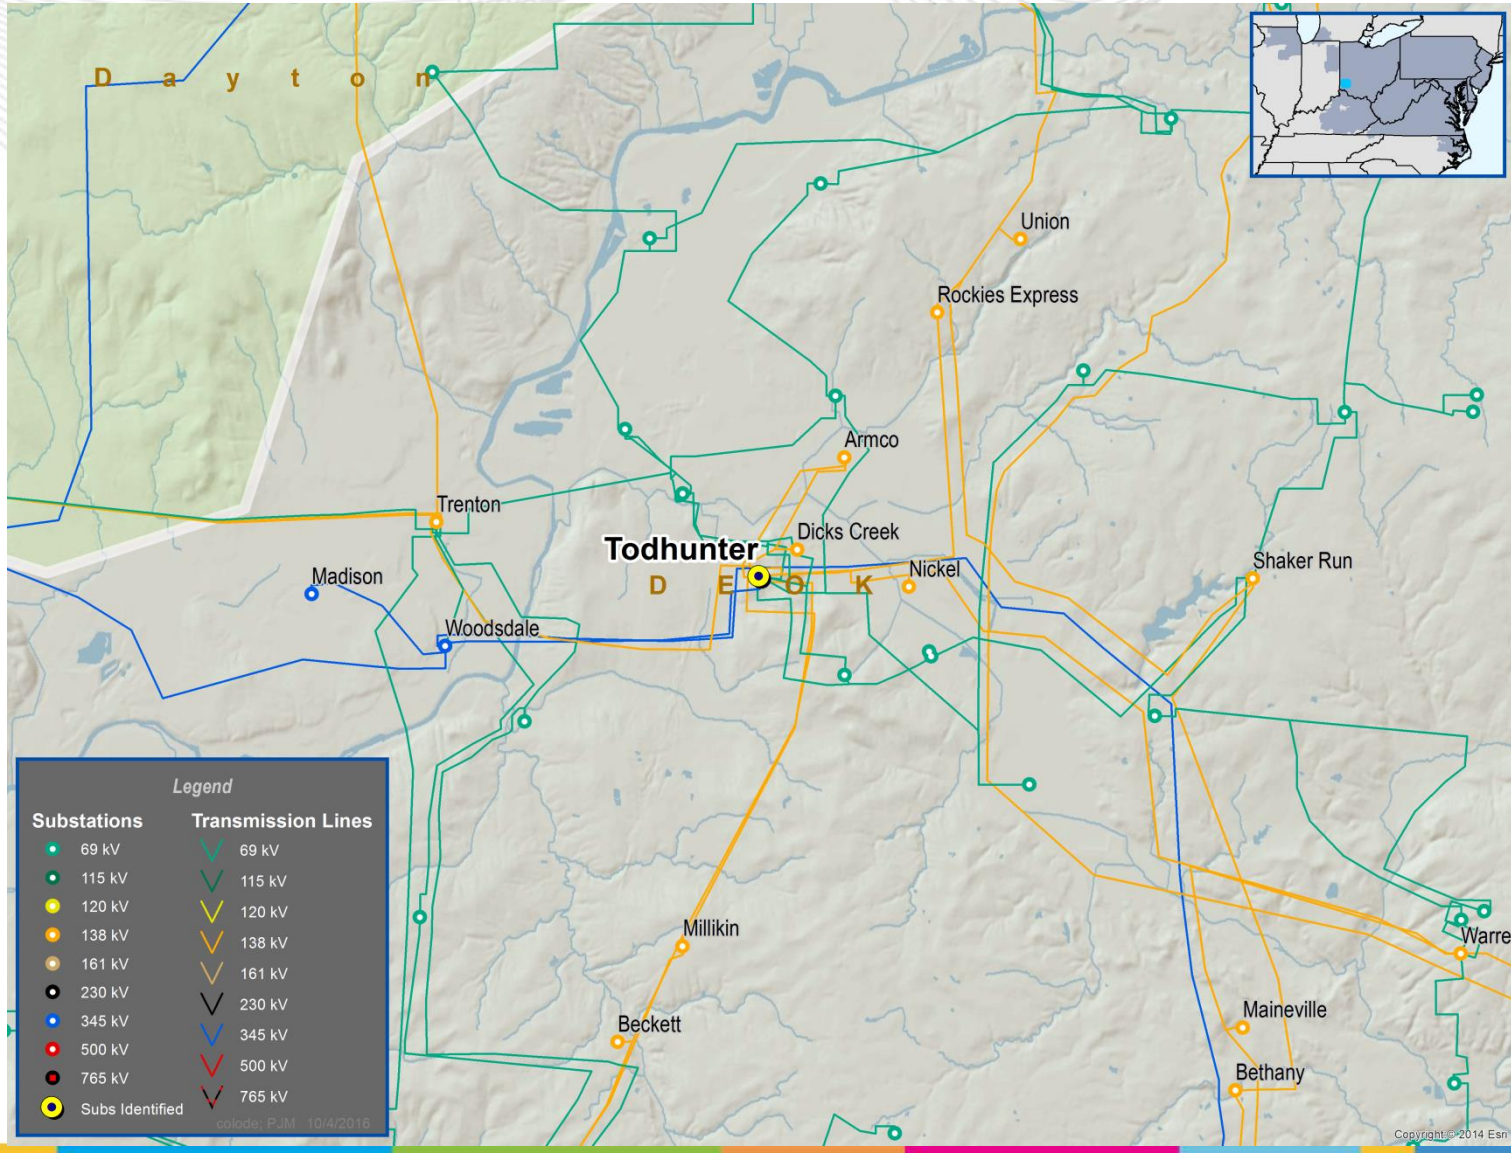 D a y t o n
Union
Rockies Express
Armco
Trenton
Dicks Creek
Todhunter
Shaker Run
Nickel
Madison
D E O K
Woodsdale
Millikin
Warre
Maineville
Beckett
Bethany
Legend
Substations
69 kV
115 kV
120 kV
138 kV
161 kV
230 kV
345 kV
500 kV
765 kV
Subs Identified
Transmission Lines
69 kV
115 kV
120 kV
138 kV
161 kV
230 kV
345 kV
500 kV
765 kV
colode; PJM 10/4/2016
Copyright:© 2014 Esri